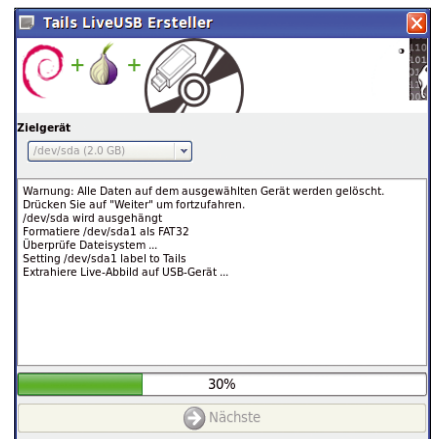 Tails LiveUSB Ersteller
Zielgerät
/dev/sda (2.0 GB)
Warnung: Alle Daten auf dem ausgewählten Gerät werden gelöscht.
Drücken Sie auf "Weiter" um fortzufahren.
/dev/sda wird ausgehängt
Formatiere /dev/sda1 als FAT32
Überprüfe Dateisystem ...
Setting /dev/sda1 label to Tails
Extrahiere Live-Abbild auf USB-Gerät ...
30%
Nächste